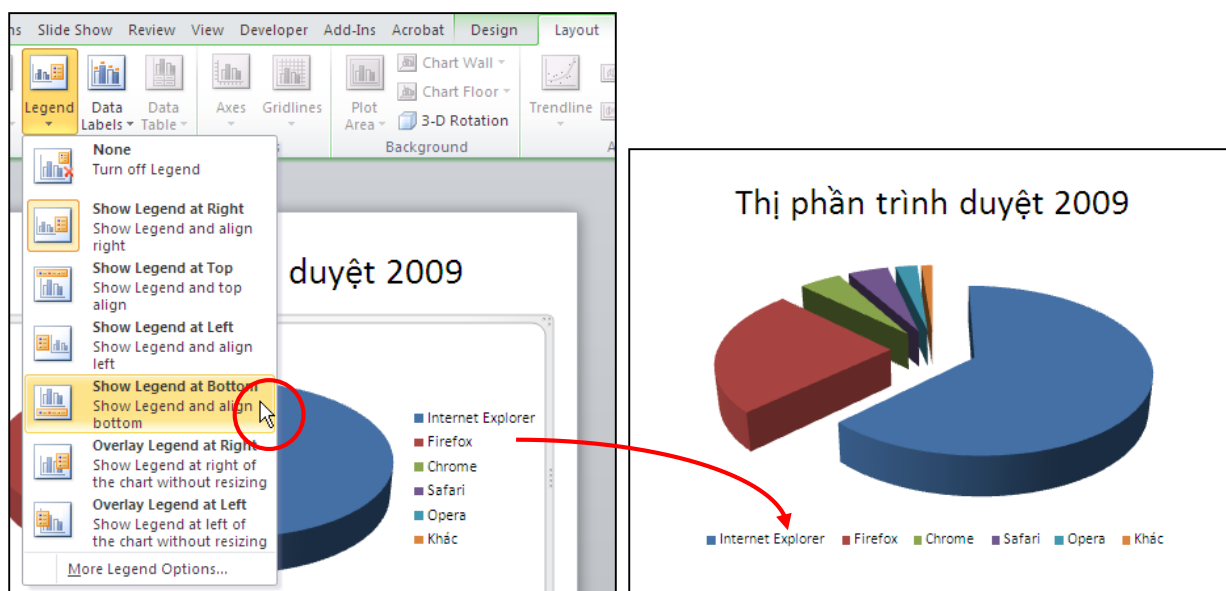 Slide Show Review View Developer Add-Ins Acrobat Design Layout
Legend
Data Labels
Data Table
Axes
Gridlines
Plot Area
Chart Wall
Chart Floor
3-D Rotation
Trendline
Background
None
Turn off Legend
Show Legend at Right
Show Legend and align
right
Show Legend at Top
Show Legend and top
align
Show Legend at Left
Show Legend and align
left
Show Legend at Bottom
Show Legend and align
bottom
Overlay Legend at Right
Show Legend at right of
the chart without resizing
Overlay Legend at Left
Show Legend at left of
the chart without resizing
More Legend Options...
duyệt 2009
Internet Explorer
Firefox
Chrome
Safari
Opera
Khác
Thị phần trình duyệt 2009
Internet Explorer Firefox Chrome Safari Opera Khác